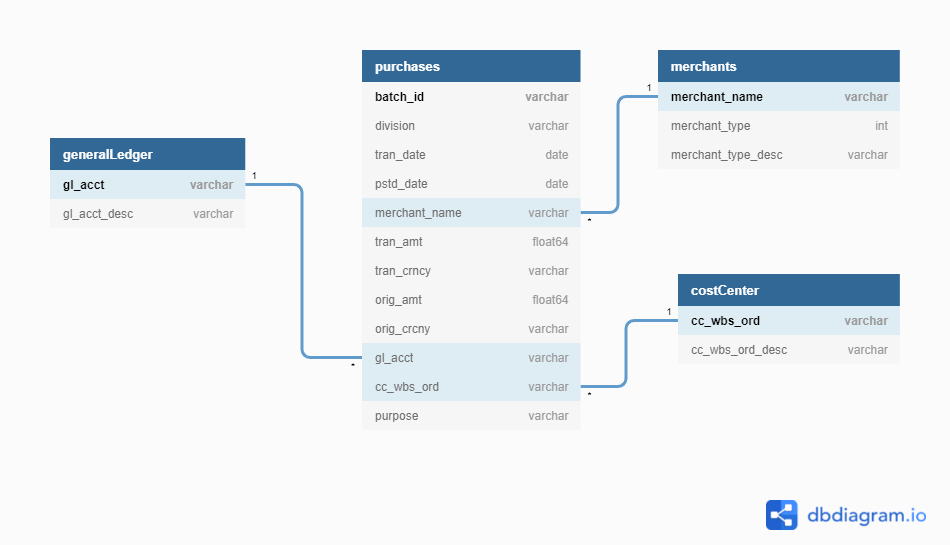 generalLedger
gl_acct varchar
gl_acct_desc varchar
1
*
purchases
batch_id varchar
division varchar
tran_date date
pstd_date date
merchant_name varchar
tran_amt float64
tran_crncy varchar
orig_amt float64
orig_crcny varchar
gl_acct varchar
cc_wbs_ord varchar
purpose varchar
*
*
1
merchants
merchant_name varchar
merchant_type int
merchant_type_desc varchar
1
costCenter
cc_wbs_ord varchar
cc_wbs_ord_desc varchar
dbdiagram.io